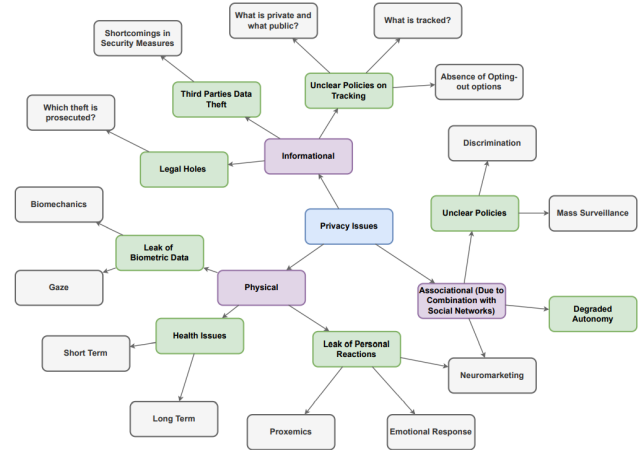 What is private and
what public?
What is tracked?
Shortcomings in
Security Measures
Third Parties Data
Theft
Unclear Policies on
Tracking
Absence of Opting-
out options
Which theft is
prosecuted?
Legal Holes
Informational
Discrimination
Biomechanics
Privacy Issues
Unclear Policies
Mass Surveillance
Leak of
Biometric Data
Gaze
Physical
Associational (Due to
Combination with
Social Networks)
Degraded
Autonomy
Health Issues
Leak of Personal
Reactions
Short Term
Neuromarketing
Long Term
Proxemics
Emotional Response